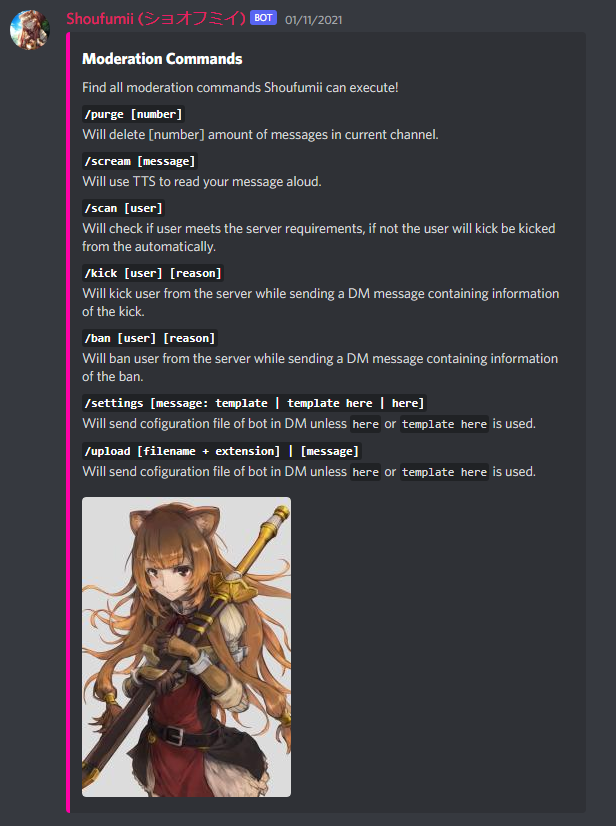 Shoufumii (ショオフミイ) BOT 01/11/2021
Moderation Commands
Find all moderation commands Shoufumii can execute!
/purge [number]
Will delete [number] amount of messages in current channel.
/scream [message]
Will use TTS to read your message aloud.
/scan [user]
Will check if user meets the server requirements, if not the user will kick be kicked
from the automatically.
/kick [user] [reason]
Will kick user from the server while sending a DM message containing information
of the kick.
/ban [user] [reason]
Will ban user from the server while sending a DM message containing information
of the ban.
/settings [message: template | template here | here]
Will send cofiguration file of bot in DM unless here or template here is used.
/upload [filename + extension] | [message]
Will send cofiguration file of bot in DM unless here or template here is used.